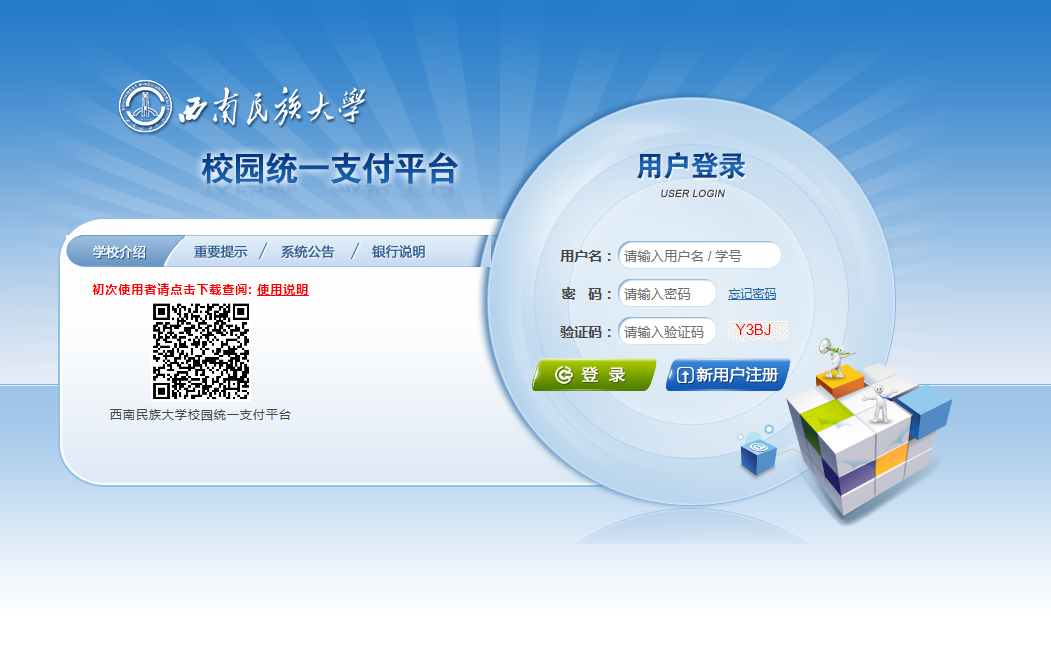 西南民族大學
校园统一支付平台
用户登录
USER LOGIN
学校介绍 / 重要提示 / 系统公告 / 银行说明
初次使用者请点击下载查阅: 使用说明
西南民族大学校园统一支付平台
用户名： 请输入用户名 / 学号
密 码： 请输入密码 忘记密码
验证码： 请输入验证码 Y3BJ
登 录 新用户注册
@